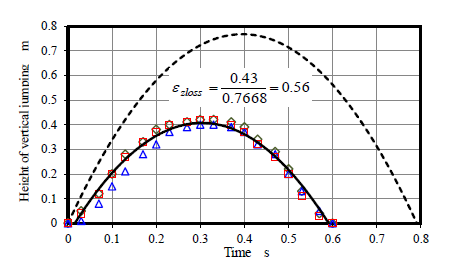 0.8
0.7
0.6
0.5
0.4
0.3
0.2
0.1
0
Height of vertical jumping m
ε zloss = 0.43 / 0.7668 = 0.56
0 0.1 0.2 0.3 0.4 0.5 0.6 0.7 0.8
Time s